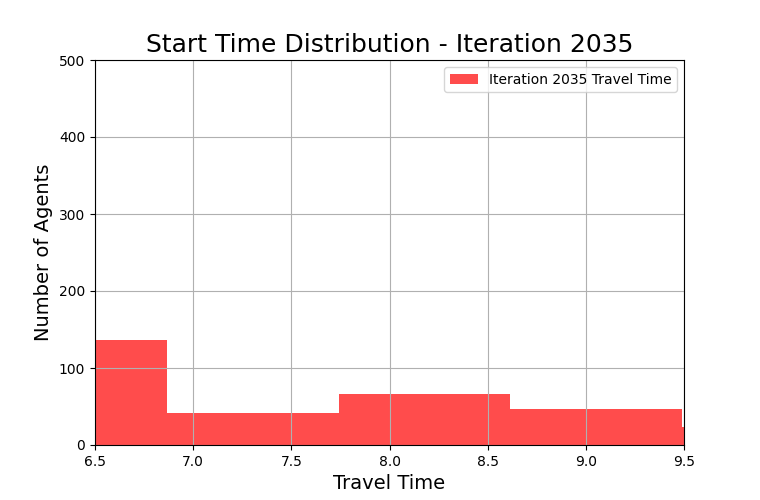 Start Time Distribution - Iteration 2035
Iteration 2035 Travel Time
Number of Agents
500
400
300
200
100
0
6.5 7.0 7.5 8.0 8.5 9.0 9.5
Travel Time